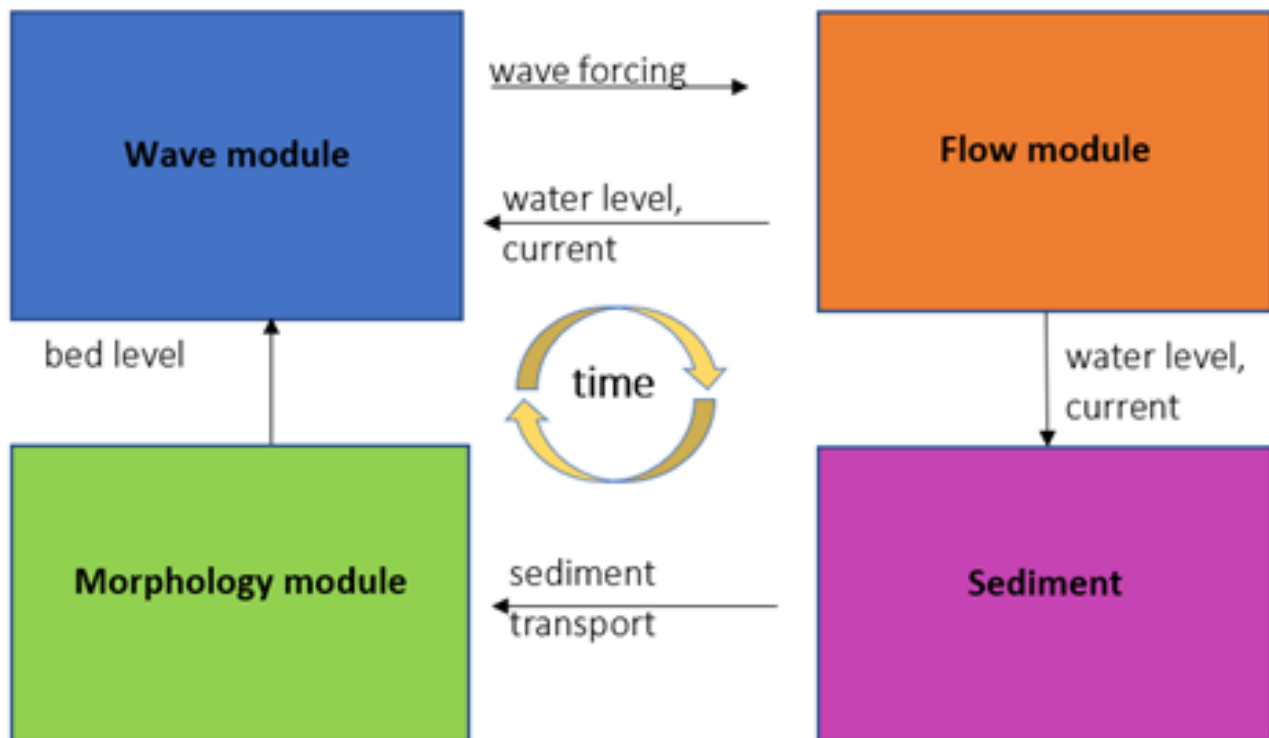 wave forcing
Wave module
Flow module
water level,
current
bed level
time
water level,
current
Morphology module
sediment
transport
Sediment